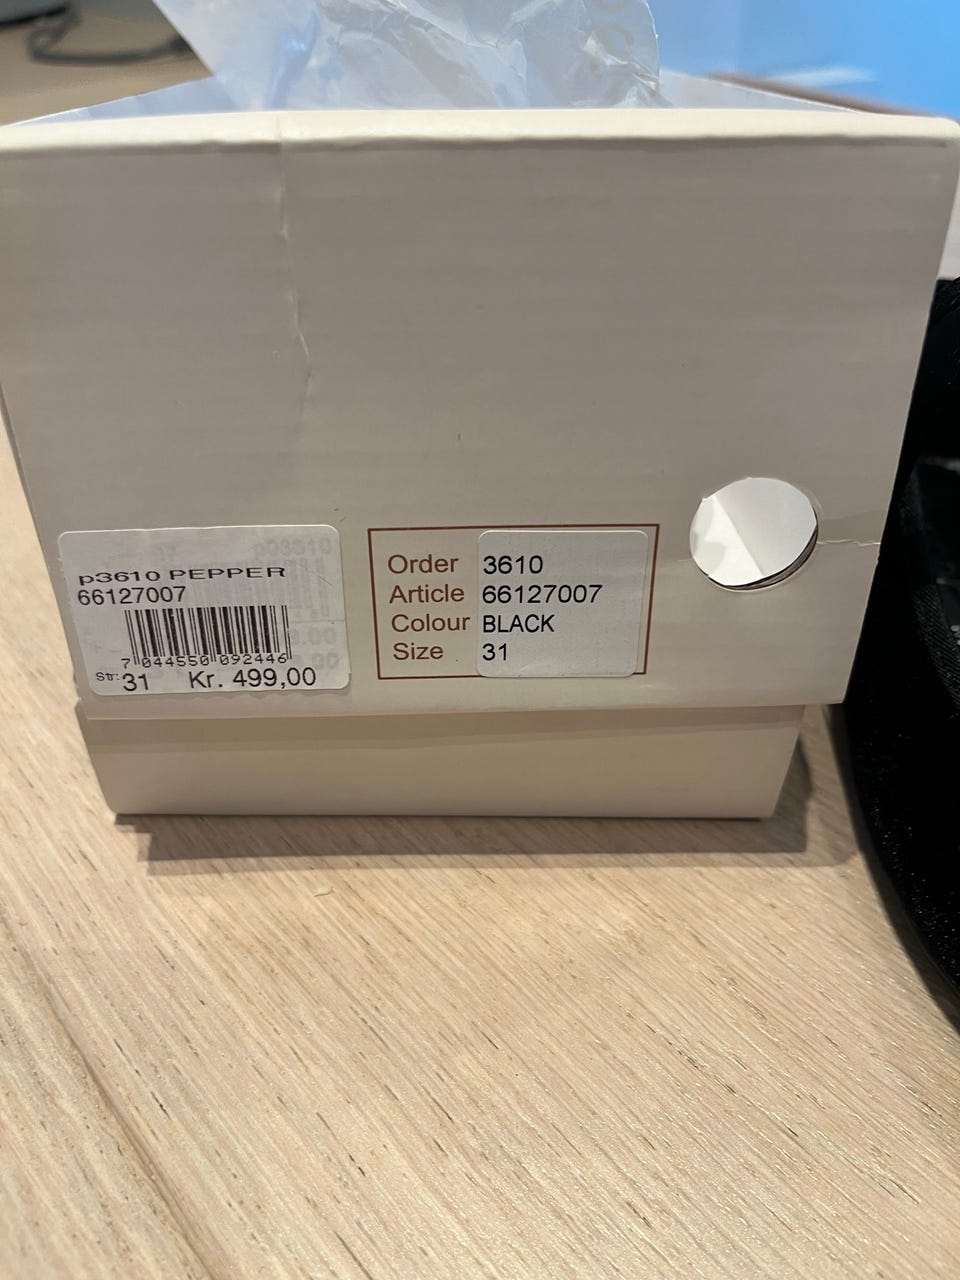 p3610 PEPPER
66127007
7 044550 092446
Str: 31 Kr. 499,00
Order 3610
Article 66127007
Colour BLACK
Size 31